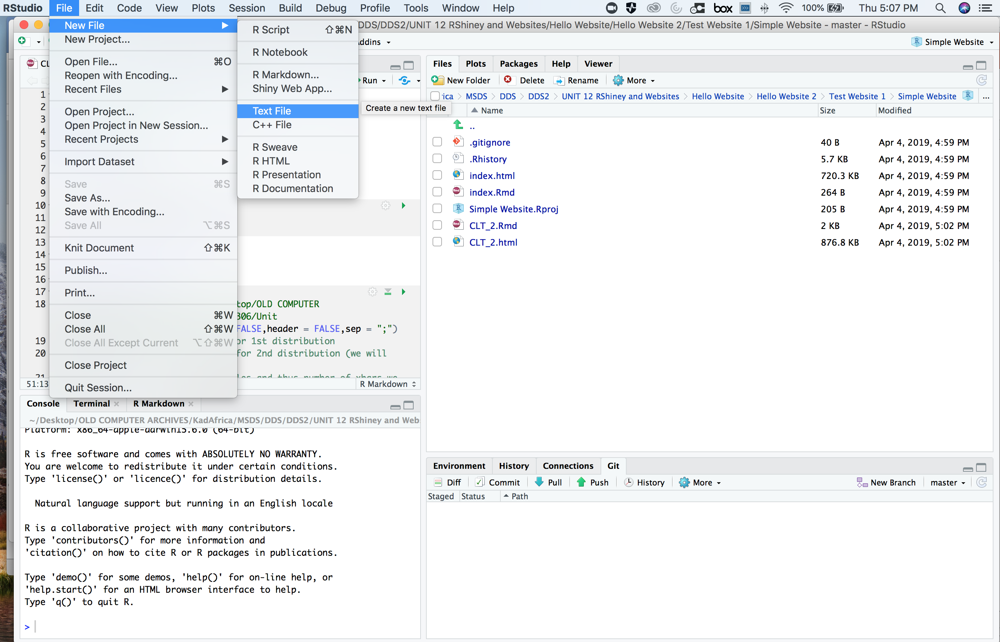 RStudio File Edit Code View Plots Session Build Debug Profile Tools Window Help box 100% Thu 5:07 PM
DDS/DDS2/UNIT 12 RShiney and Websites/Hello Website/Hello Website 2/Test Website 1/Simple Website - master - RStudio
New File
New Project...
Open File... ⌘O
Reopen with Encoding...
Recent Files
Open Project...
Open Project in New Session...
Recent Projects
Import Dataset
Save ⌘S
Save As...
Save with Encoding...
Save All ⌥⌘S
Knit Document ⇧⌘K
Publish...
Print...
Close ⌘W
Close All ⇧⌘W
Close All Except Current ⌥⇧⌘W
Close Project
Quit Session...
R Script ⇧⌘N
R Notebook
R Markdown...
Shiny Web App...
Text File
C++ File
R Sweave
R HTML
R Presentation
R Documentation
Create a new text file
Addins
Simple Website
Run
1
2
3
4
5
6
7
8
9
10
11
12
13
14
15
16
17
18 top/OLD COMPUTER
306/Unit
FALSE,header = FALSE,sep = ";")
19 or 1st distribution
20 for 2nd distribution (we will
21
51:13 R Markdown
Console Terminal R Markdown
~/Desktop/OLD COMPUTER ARCHIVES/KadAfrica/MSDS/DDS/DDS2/UNIT 12 RShiney and Web
Platform: x86_64-apple-darwin15.6.0 (64-bit)
R is free software and comes with ABSOLUTELY NO WARRANTY.
You are welcome to redistribute it under certain conditions.
Type 'license()' or 'licence()' for distribution details.
Natural language support but running in an English locale
R is a collaborative project with many contributors.
Type 'contributors()' for more information and
'citation()' on how to cite R or R packages in publications.
Type 'demo()' for some demos, 'help()' for on-line help, or
'help.start()' for an HTML browser interface to help.
Type 'q()' to quit R.
>
Files Plots Packages Help Viewer
New Folder Delete Rename More
rica MSDS DDS DDS2 UNIT 12 RShiney and Websites Hello Website Hello Website 2 Test Website 1 Simple Website ...
Name Size Modified
..
.gitignore 40 B Apr 4, 2019, 4:59 PM
.Rhistory 5.7 KB Apr 4, 2019, 4:59 PM
index.html 720.3 KB Apr 4, 2019, 4:59 PM
index.Rmd 264 B Apr 4, 2019, 4:59 PM
Simple Website.Rproj 205 B Apr 4, 2019, 4:59 PM
CLT_2.Rmd 2 KB Apr 4, 2019, 5:02 PM
CLT_2.html 876.8 KB Apr 4, 2019, 5:02 PM
Environment History Connections Git
Diff Commit Pull Push History More New Branch master
Staged Status Path